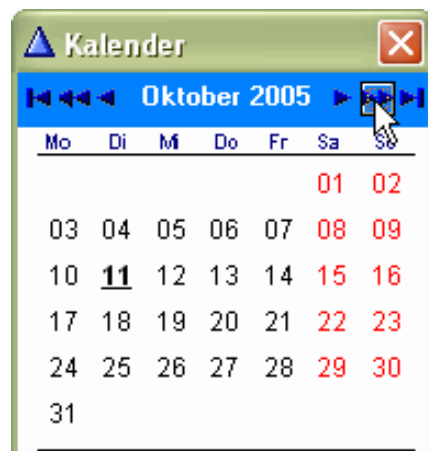 Kalender
Oktober 2005
Mo Di Mi Do Fr Sa So
01 02
03 04 05 06 07 08 09
10 11 12 13 14 15 16
17 18 19 20 21 22 23
24 25 26 27 28 29 30
31